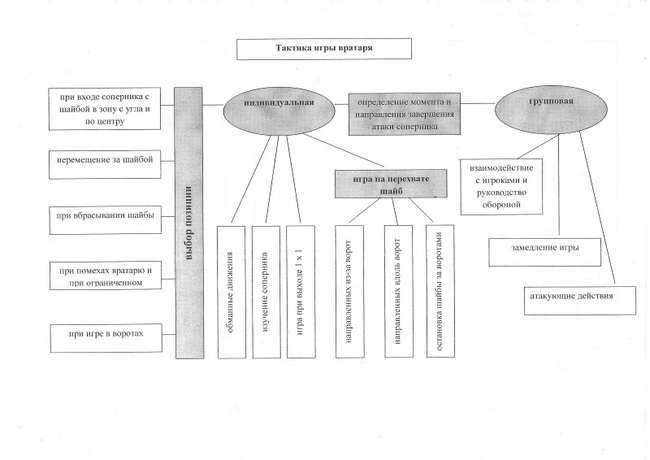 Тактика игры вратаря
при входе соперника с
шайбой в зону с угла и
по центру
перемещение за шайбой
при вбрасывании шайбы
при помехах вратарю и
при ограниченном
при игре в воротах
выбор позиции
индивидуальная
определение момента и
направления завершения
атаки соперника
групповая
игра на перехвате
шайб
обманные движения
изучение соперника
игра при выходе 1 х 1
направленных из-за ворот
направленных вдоль ворот
остановка шайбы за воротами
взаимодействие
с игроками и
руководство
обороной
замедление игры
атакующие действия